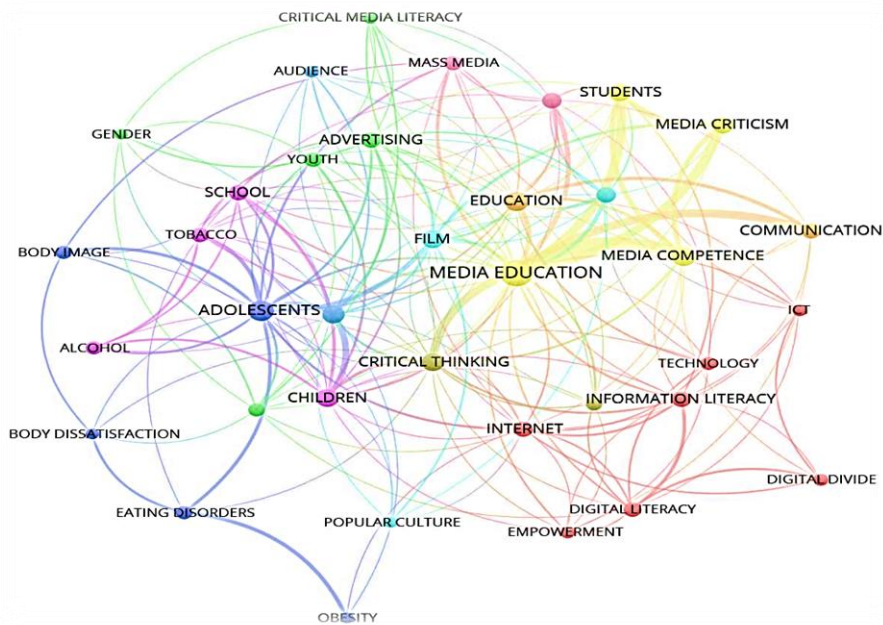 CRITICAL MEDIA LITERACY
MASS MEDIA
AUDIENCE
STUDENTS
MEDIA CRITICISM
GENDER
ADVERTISING
YOUTH
SCHOOL
EDUCATION
TOBACCO
FILM
COMMUNICATION
BODY IMAGE
MEDIA COMPETENCE
MEDIA EDUCATION
ADOLESCENTS
ICT
ALCOHOL
CRITICAL THINKING
TECHNOLOGY
CHILDREN
INFORMATION LITERACY
INTERNET
BODY DISSATISFACTION
DIGITAL DIVIDE
EATING DISORDERS
DIGITAL LITERACY
POPULAR CULTURE
EMPOWERMENT
OBESITY